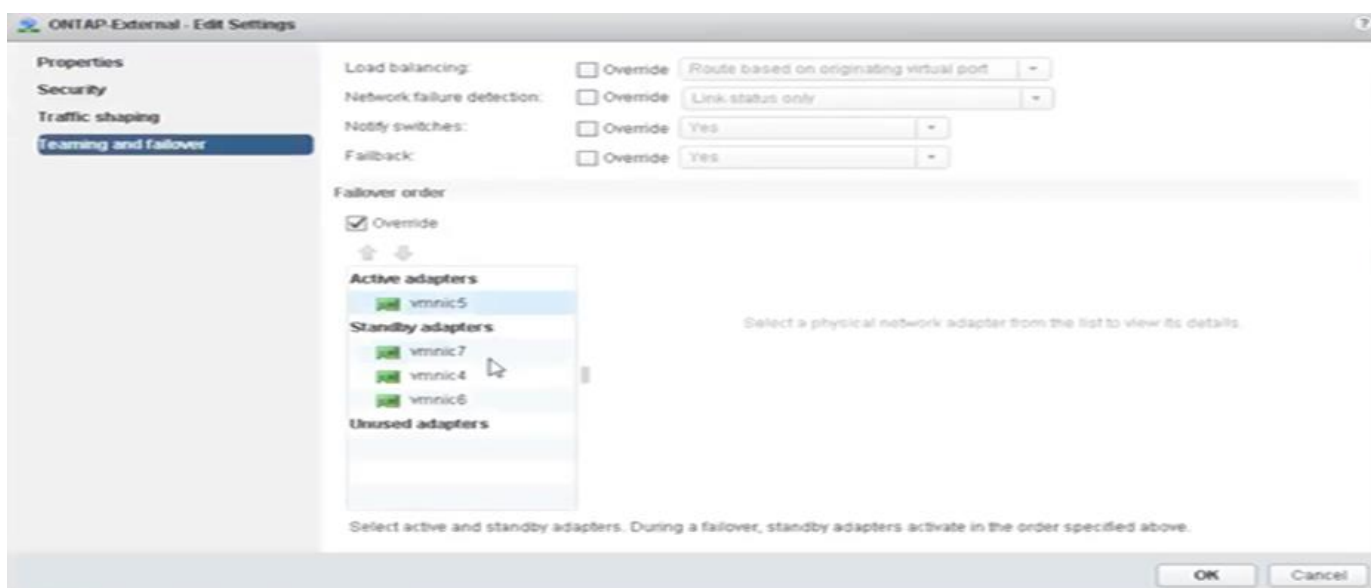 ONTAP-External - Edit Settings
?
Properties
Security
Traffic shaping
Teaming and failover
Load balancing: Override Route based on originating virtual port
Network failure detection: Override Link status only
Notify switches: Override Yes
Failback: Override Yes
Failover order
Override
Active adapters
vmnic5
Standby adapters
vmnic7
vmnic4
vmnic6
Unused adapters
Select a physical network adapter from the list to view its details.
Select active and standby adapters. During a failover, standby adapters activate in the order specified above.
OK Cancel